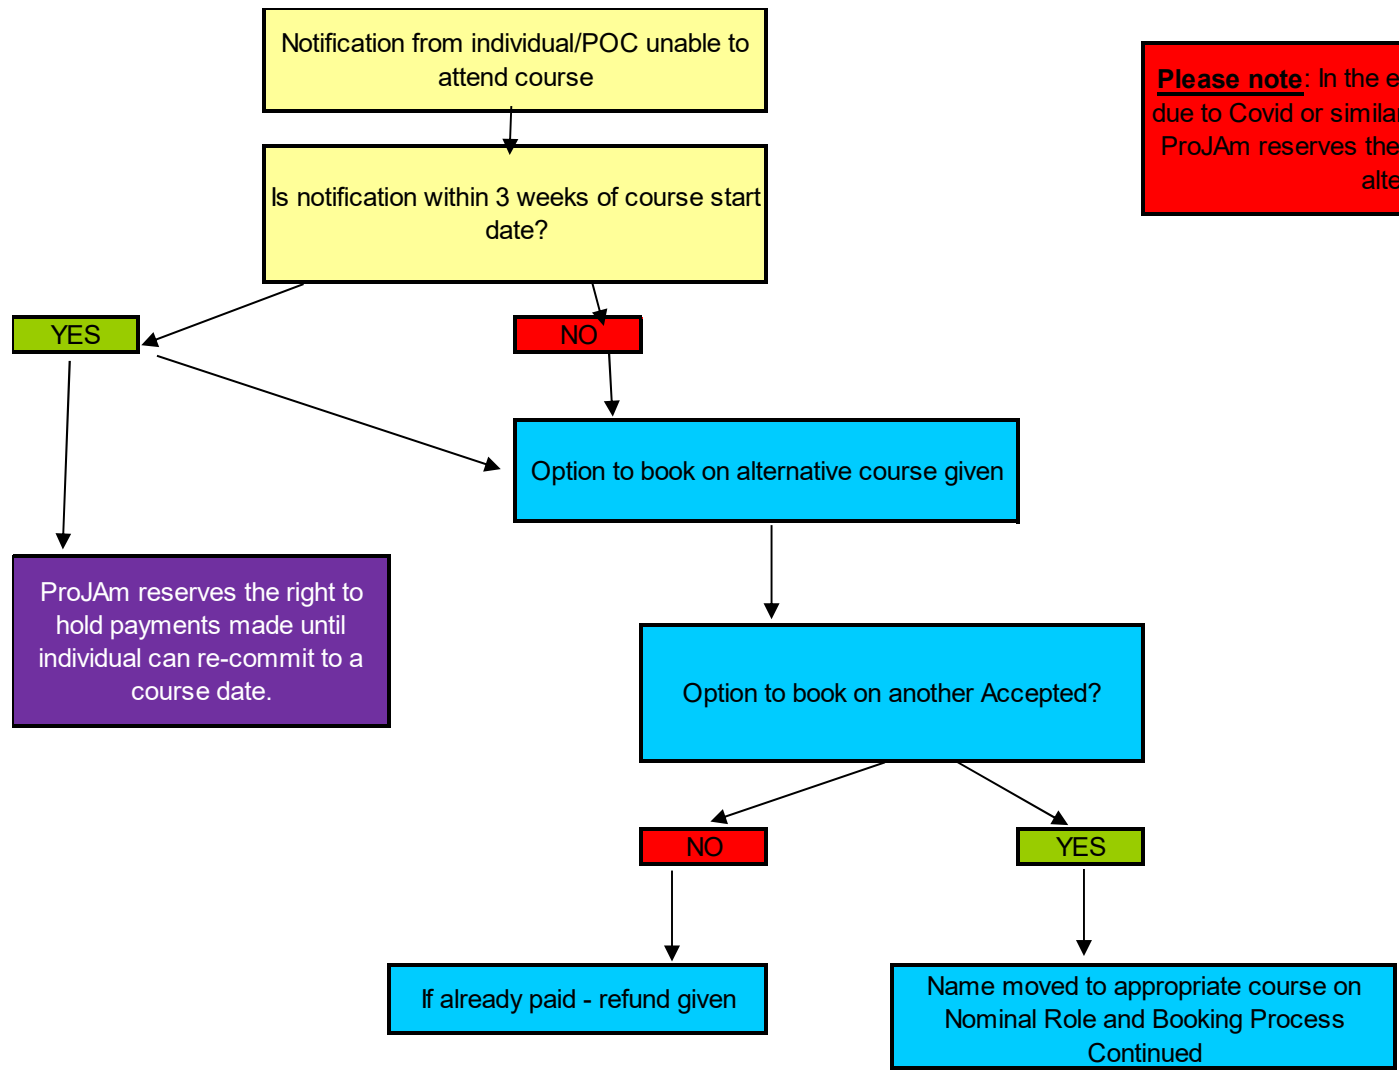 Notification from individual/POC unable to
attend course
Please note: In the e
due to Covid or similar
ProJAm reserves the
alte
Is notification within 3 weeks of course start
date?
YES
NO
Option to book on alternative course given
ProJAm reserves the right to
hold payments made until
individual can re-commit to a
course date.
Option to book on another Accepted?
NO
YES
If already paid - refund given
Name moved to appropriate course on
Nominal Role and Booking Process
Continued